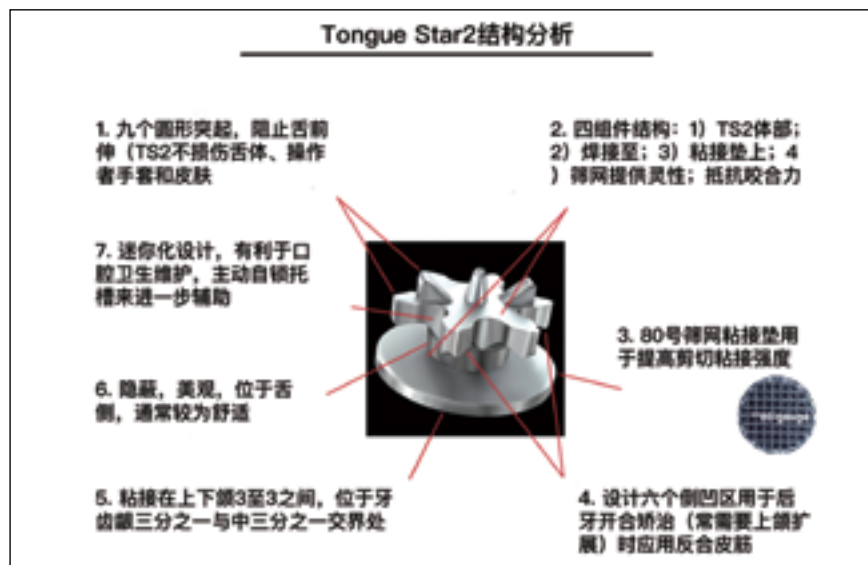 Tongue Star2结构分析
1. 九个圆形突起，阻止舌前
伸（TS2不损伤舌体、操作
者手套和皮肤
2. 四组件结构：1）TS2体部；
2）焊接至；3）粘接垫上；4
）筛网提供灵性；抵抗咬合力
7. 迷你化设计，有利于口
腔卫生维护，主动自锁托
槽来进一步辅助
3. 80号筛网粘接垫用
于提高剪切粘接强度
6. 隐蔽，美观，位于舌
侧，通常较为舒适
5. 粘接在上下颌3至3之间，位于牙
齿龈三分之一与中三分之一交界处
4. 设计六个倒凹区用于后
牙开合矫治（常需要上颌扩
展）时应用反合皮筋